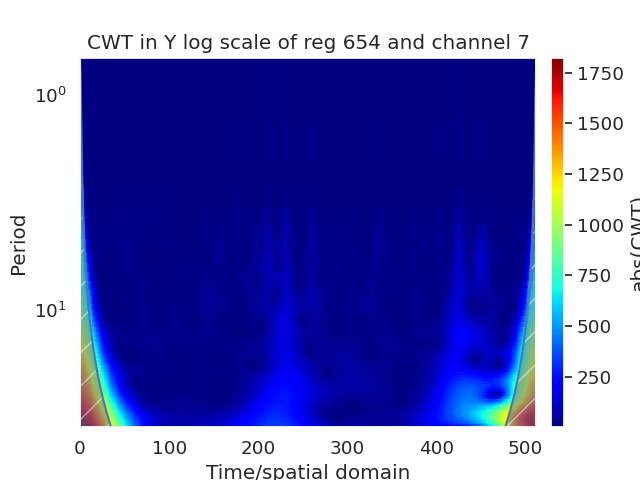 CWT in Y log scale of reg 654 and channel 7
10⁰
10¹
Period
0 100 200 300 400 500
Time/spatial domain
1750
1500
1250
1000
750
500
250
abs(CWT)